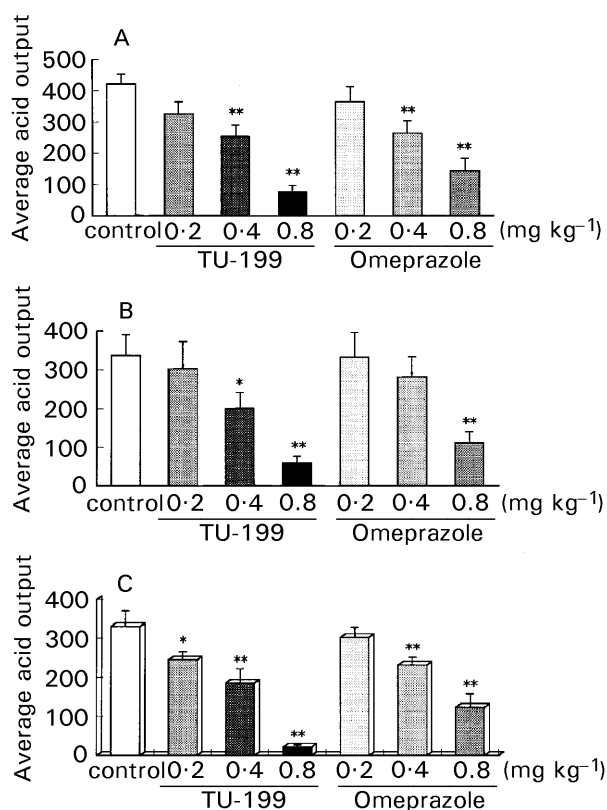 A
Average acid output
500
400
300
200
100
0
** ** ** **
control 0·2 0·4 0.8 0.2 0·4 0.8 (mg kg–1)
TU-199 Omeprazole
B
Average acid output
400
300
200
100
0
* ** **
control 0·2 0·4 0.8 0.2 0·4 0.8 (mg kg–1)
TU-199 Omeprazole
C
Average acid output
400
300
200
100
0
* ** ** ** **
control 0·2 0·4 0.8 0.2 0·4 0.8 (mg kg–1)
TU-199 Omeprazole